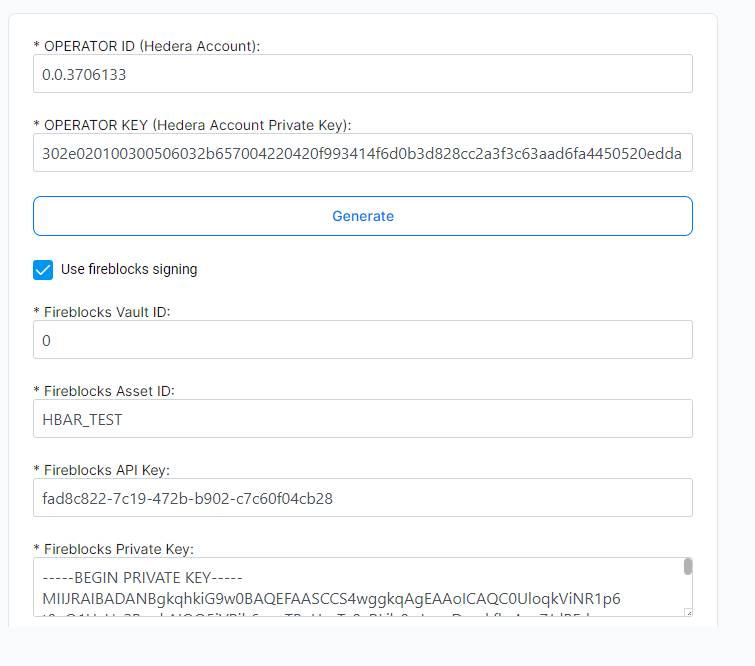 * OPERATOR ID (Hedera Account):
0.0.3706133
* OPERATOR KEY (Hedera Account Private Key):
302e020100300506032b657004220420f993414f6d0b3d828cc2a3f3c63aad6fa4450520edda
Generate
Use fireblocks signing
* Fireblocks Vault ID:
0
* Fireblocks Asset ID:
HBAR_TEST
* Fireblocks API Key:
fad8c822-7c19-472b-b902-c7c60f04cb28
* Fireblocks Private Key:
-----BEGIN PRIVATE KEY-----
MIIJRAIBADANBgkqhkiG9w0BAQEFAASCCS4wggkqAgEAAoICAQC0UloqkViNR1p6